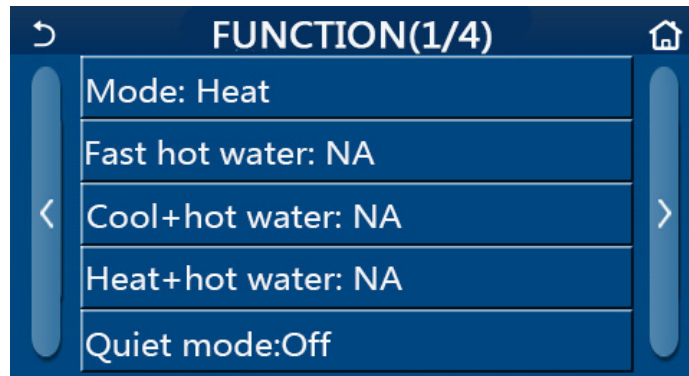 FUNCTION(1/4)
Mode: Heat
Fast hot water: NA
Cool+hot water: NA
Heat+hot water: NA
Quiet mode:Off